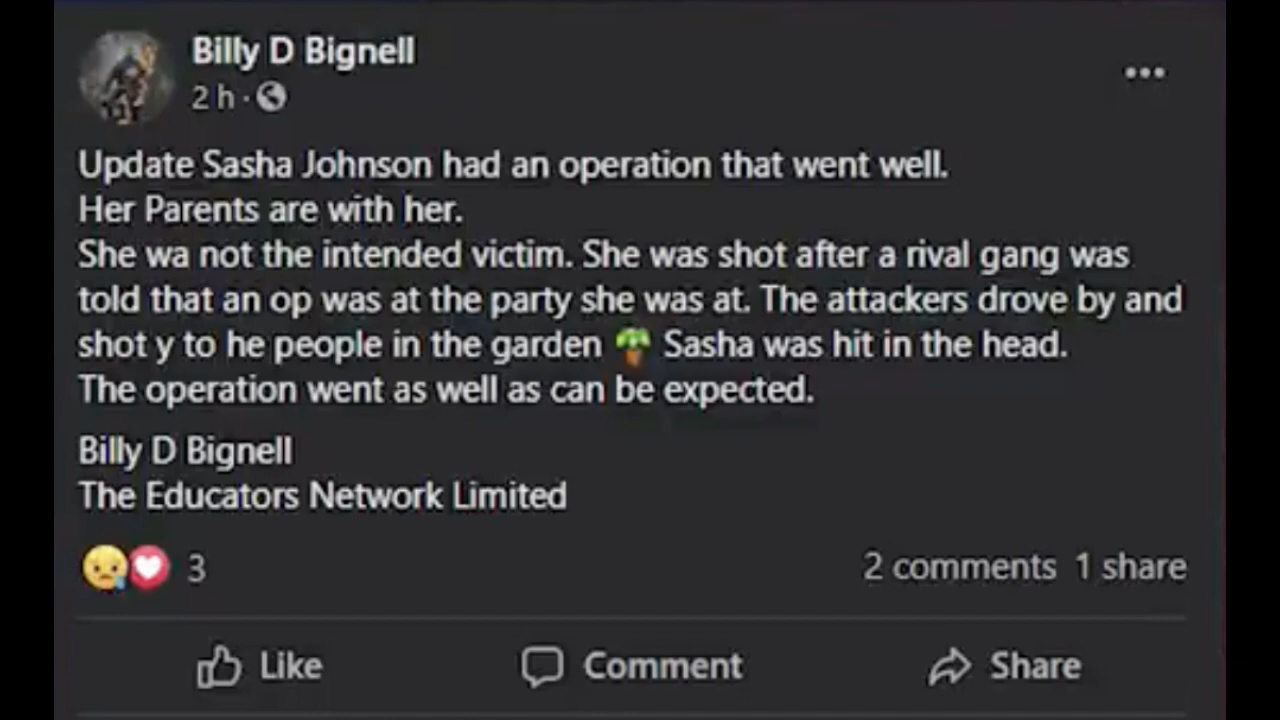 Billy D Bignell
2 h ·
Update Sasha Johnson had an operation that went well.
Her Parents are with her.
She wa not the intended victim. She was shot after a rival gang was
told that an op was at the party she was at. The attackers drove by and
shot y to he people in the garden 🌴 Sasha was hit in the head.
The operation went as well as can be expected.
Billy D Bignell
The Educators Network Limited
3
2 comments 1 share
Like Comment Share